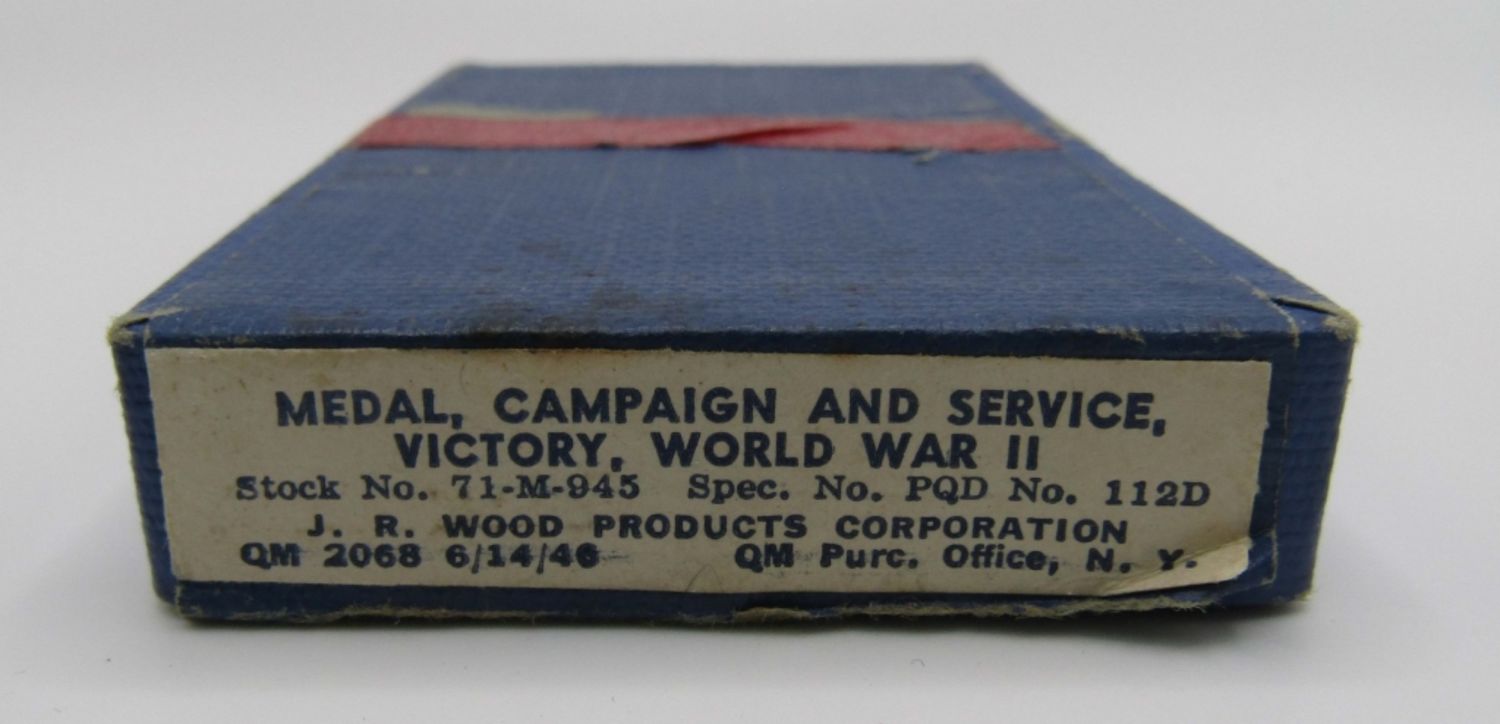 MEDAL, CAMPAIGN AND SERVICE,
VICTORY, WORLD WAR II
Stock No. 71-M-945 Spec. No. PQD No. 112D
J. R. WOOD PRODUCTS CORPORATION
QM 2068 6/14/46 QM Purc. Office, N. Y.